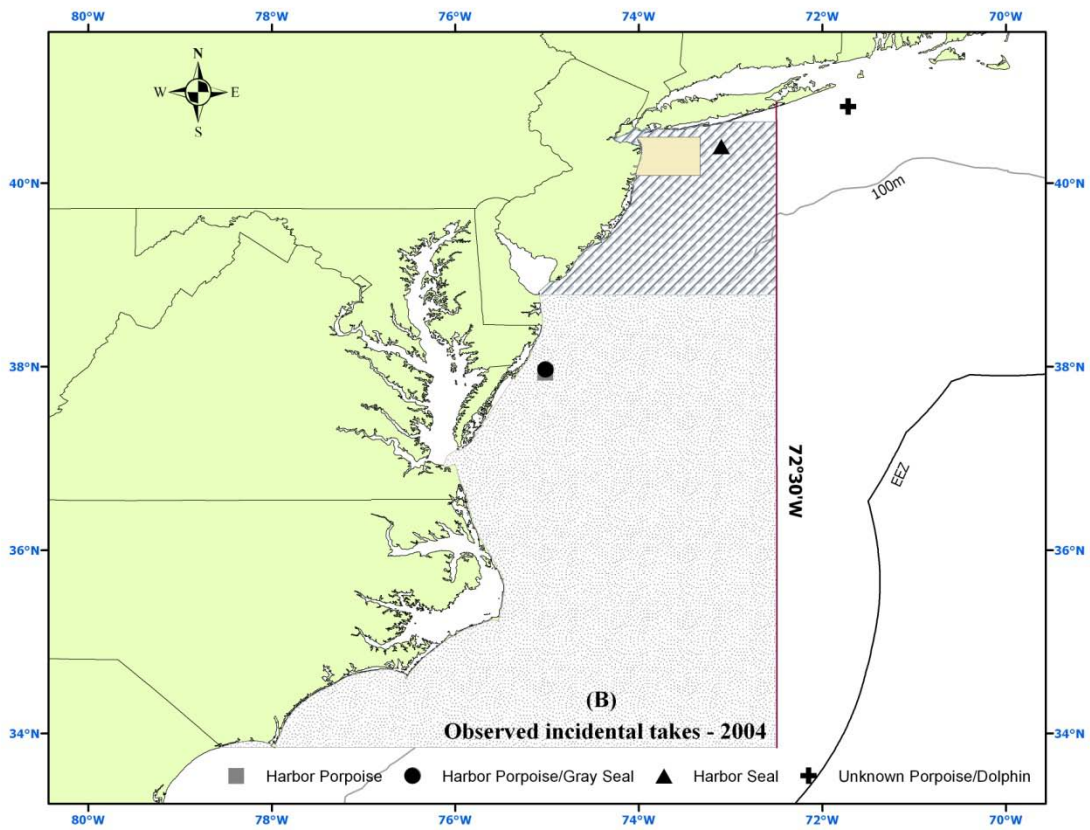 80°W 78°W 76°W 74°W 72°W 70°W
N
W E
S
40°N 40°N
100m
38°N 38°N
72°30'W
EEZ
36°N 36°N
(B)
34°N Observed incidental takes - 2004 34°N
Harbor Porpoise Harbor Porpoise/Gray Seal Harbor Seal Unknown Porpoise/Dolphin
80°W 78°W 76°W 74°W 72°W 70°W